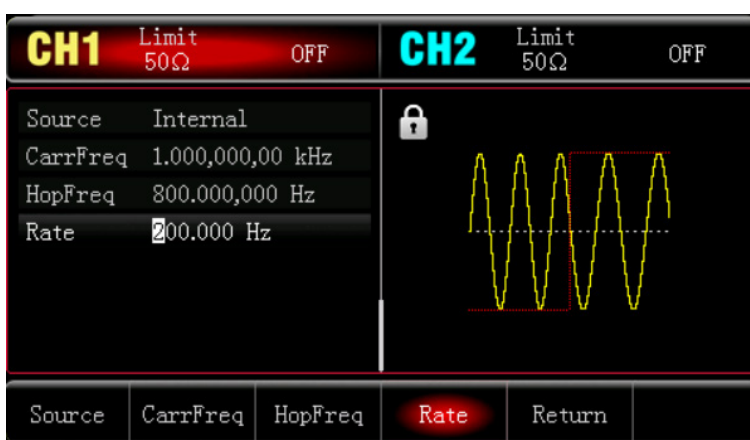 CH1 Limit 50Ω OFF
CH2 Limit 50Ω OFF
Source Internal
CarrFreq 1.000,000,00 kHz
HopFreq 800.000,000 Hz
Rate 200.000 Hz
Source CarrFreq HopFreq Rate Return